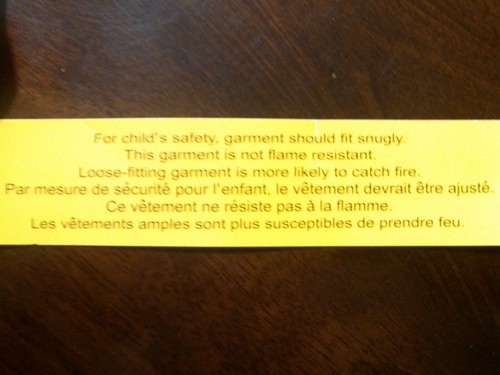 For child's safety, garment should fit snugly.
This garment is not flame resistant.
Loose-fitting garment is more likely to catch fire.
Par mesure de sécurité pour l'enfant, le vêtement devrait être ajusté.
Ce vêtement ne résiste pas à la flamme.
Les vêtements amples sont plus susceptibles de prendre feu.